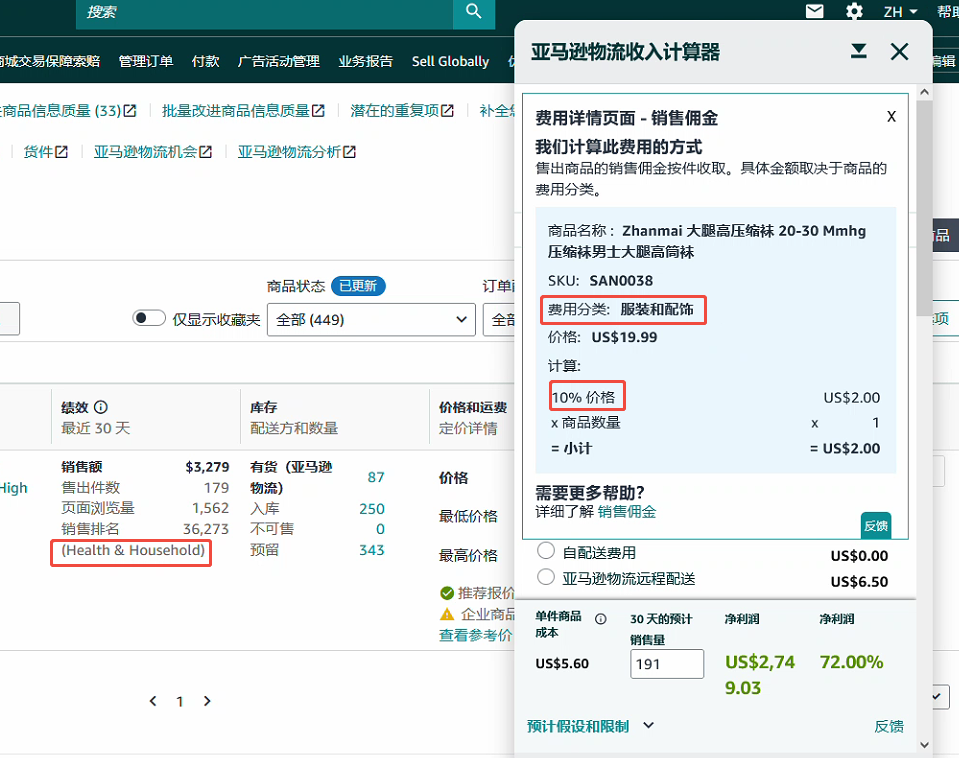 搜索
ZH
商城交易保障索赔 管理订单 付款 广告活动管理 业务报告 Sell Globally
编辑
商品信息质量 (33) 批量改进商品信息质量 潜在的重复项
货件 亚马逊物流机会 亚马逊物流分析
商品状态 已更新
仅显示收藏夹 全部 (449)
绩效
最近 30 天
库存
配送方和数量
价格和运费
定价详情
High
销售额 $3,279
售出件数 179
页面浏览量 1,562
销售排名 36,273
(Health & Household)
有货（亚马逊
物流） 87
入库 250
不可售 0
预留 343
价格
最低价格
最高价格
推荐报价
企业商品
查看参考价
1
亚马逊物流收入计算器
费用详情页面 - 销售佣金
X
我们计算此费用的方式
售出商品的销售佣金按件收取。具体金额取决于商品的
费用分类。
商品名称： Zhanmai 大腿高压缩袜 20-30 Mmhg
压缩袜男士大腿高筒袜
SKU: SAN0038
费用分类: 服装和配饰
价格: US$19.99
计算:
10% 价格 US$2.00
x 商品数量 x 1
= 小计 = US$2.00
需要更多帮助？
详细了解 销售佣金
反馈
自配送费用 US$0.00
亚马逊物流远程配送 US$6.50
单件商品
成本
US$5.60
30 天的预计
销售量
191
净利润
US$2,74
9.03
净利润
72.00%
预计假设和限制
反馈